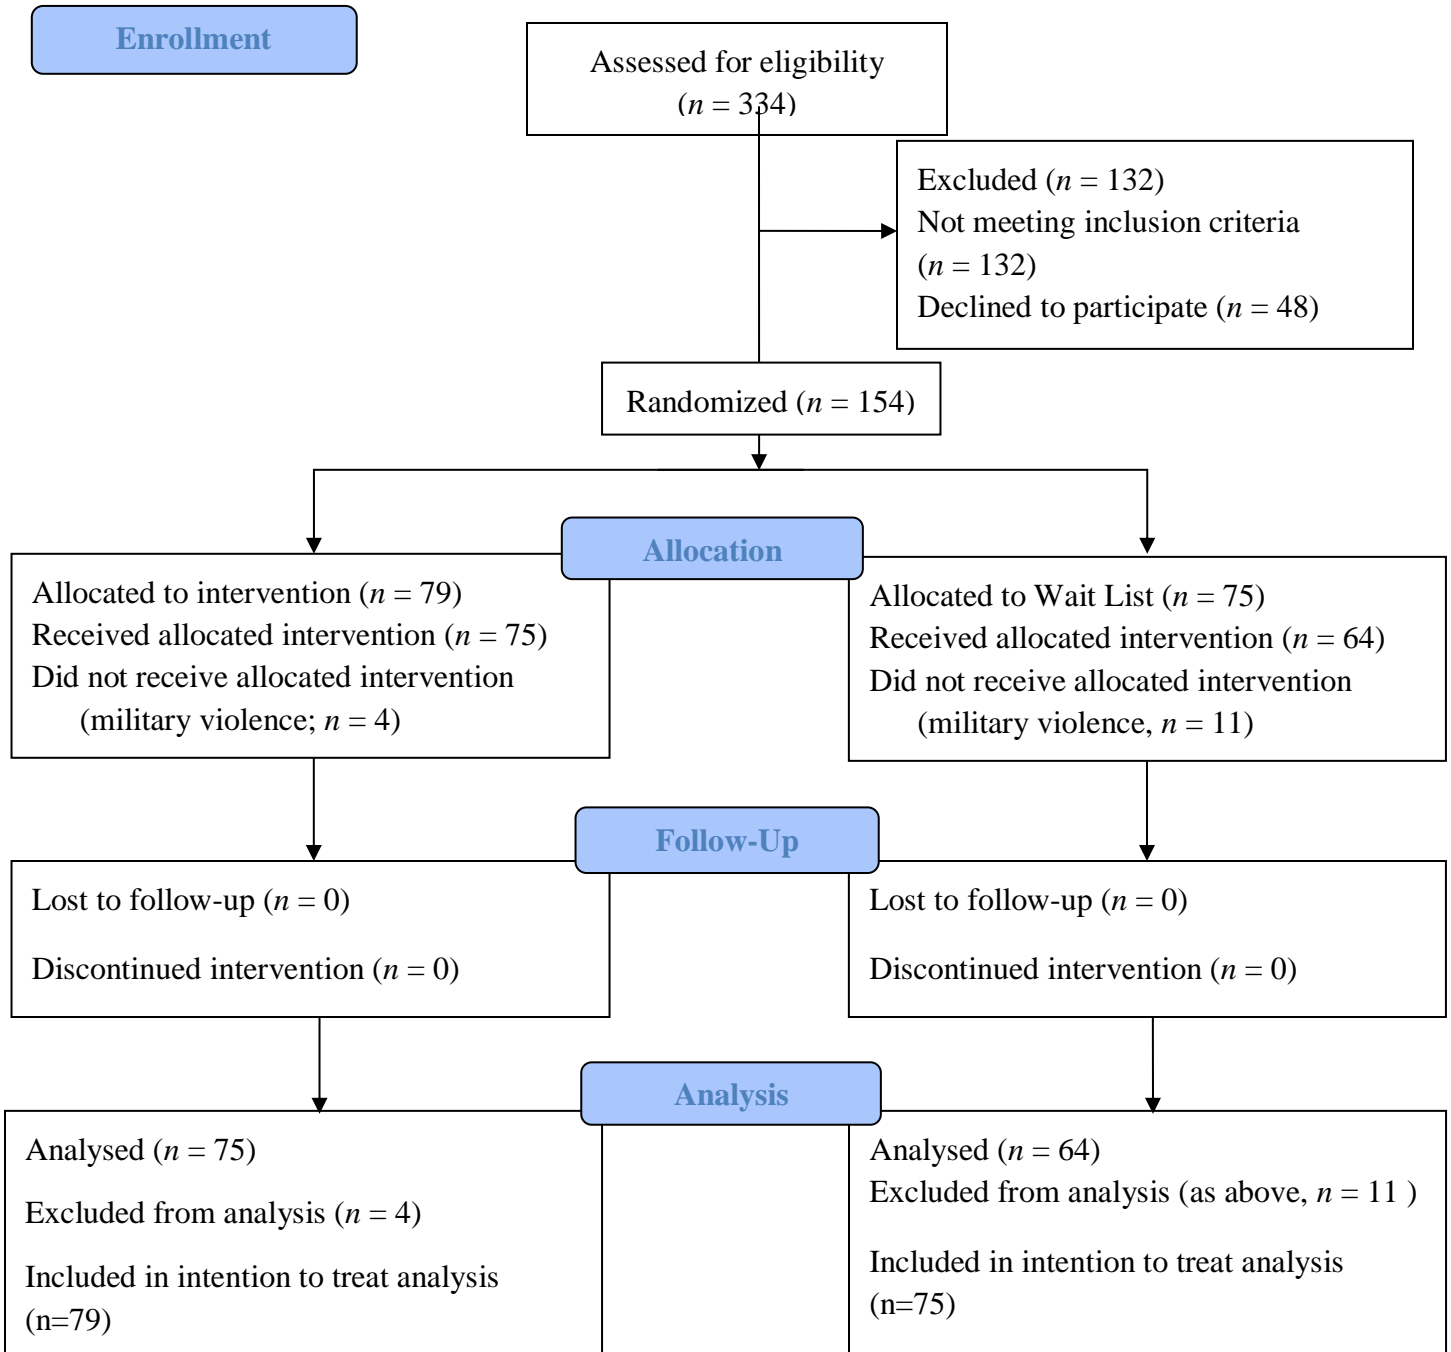 Enrollment
Assessed for eligibility
(n = 334)
Excluded (n = 132)
Not meeting inclusion criteria
(n = 132)
Declined to participate (n = 48)
Randomized (n = 154)
Allocation
Allocated to intervention (n = 79)
Received allocated intervention (n = 75)
Did not receive allocated intervention
(military violence; n = 4)
Allocated to Wait List (n = 75)
Received allocated intervention (n = 64)
Did not receive allocated intervention
(military violence, n = 11)
Follow-Up
Lost to follow-up (n = 0)
Discontinued intervention (n = 0)
Lost to follow-up (n = 0)
Discontinued intervention (n = 0)
Analysis
Analysed (n = 75)
Excluded from analysis (n = 4)
Included in intention to treat analysis
(n=79)
Analysed (n = 64)
Excluded from analysis (as above, n = 11 )
Included in intention to treat analysis
(n=75)